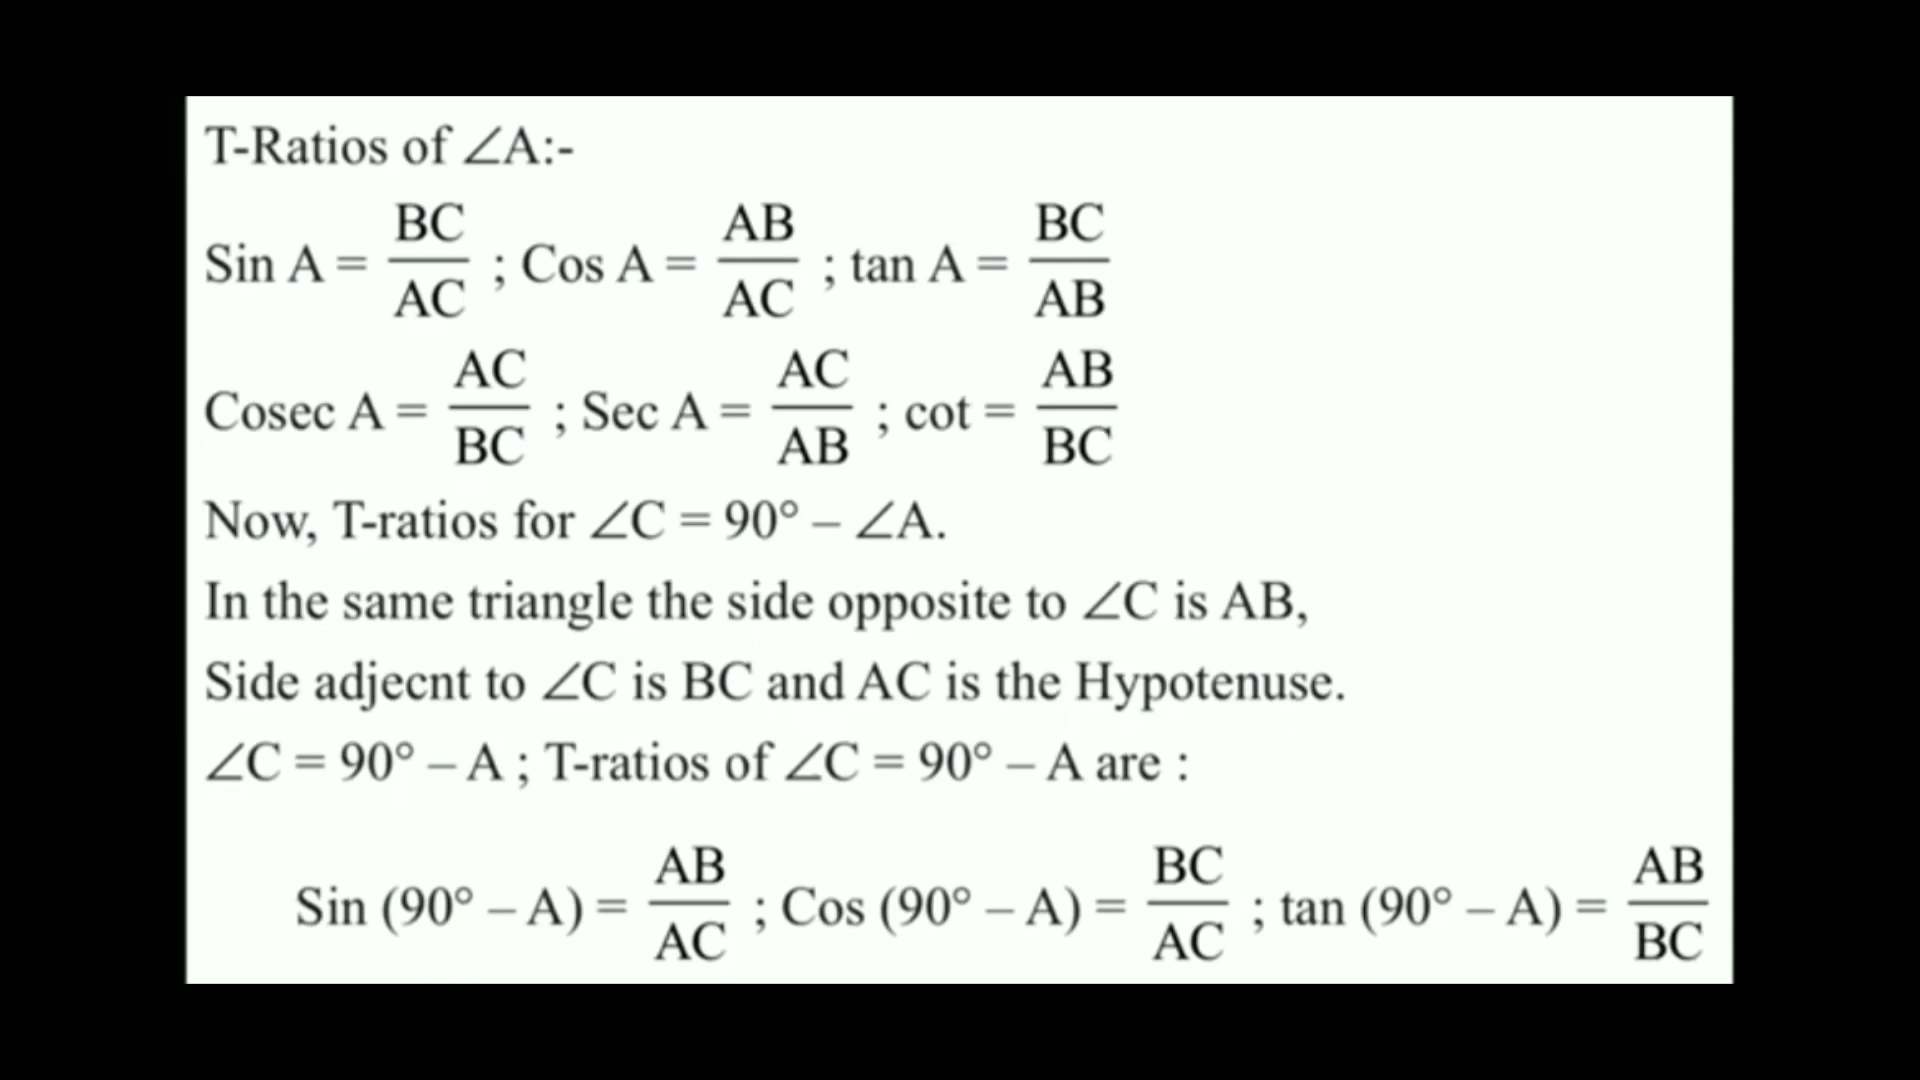 T-Ratios of ∠A:-
Sin A = BC/AC ; Cos A = AB/AC ; tan A = BC/AB
Cosec A = AC/BC ; Sec A = AC/AB ; cot = AB/BC
Now, T-ratios for ∠C = 90° – ∠A.
In the same triangle the side opposite to ∠C is AB,
Side adjecnt to ∠C is BC and AC is the Hypotenuse.
∠C = 90° – A ; T-ratios of ∠C = 90° – A are :
Sin (90° – A) = AB/AC ; Cos (90° – A) = BC/AC ; tan (90° – A) = AB/BC